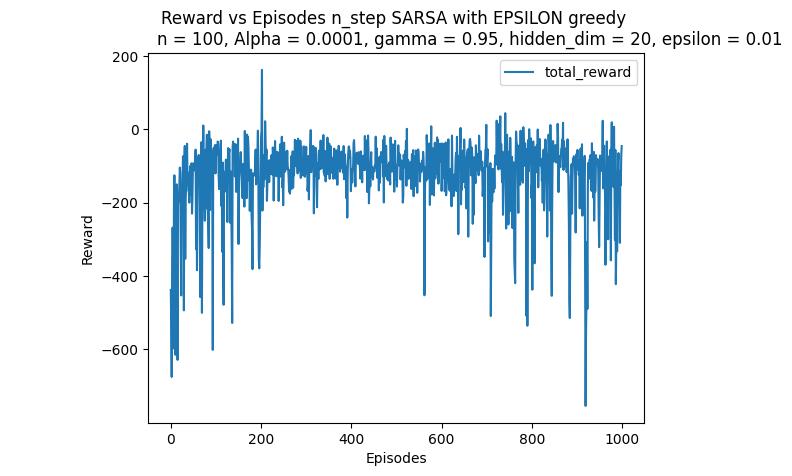 Reward vs Episodes n_step SARSA with EPSILON greedy
n = 100, Alpha = 0.0001, gamma = 0.95, hidden_dim = 20, epsilon = 0.01
total_reward
200
0
−200
−400
−600
Reward
0 200 400 600 800 1000
Episodes